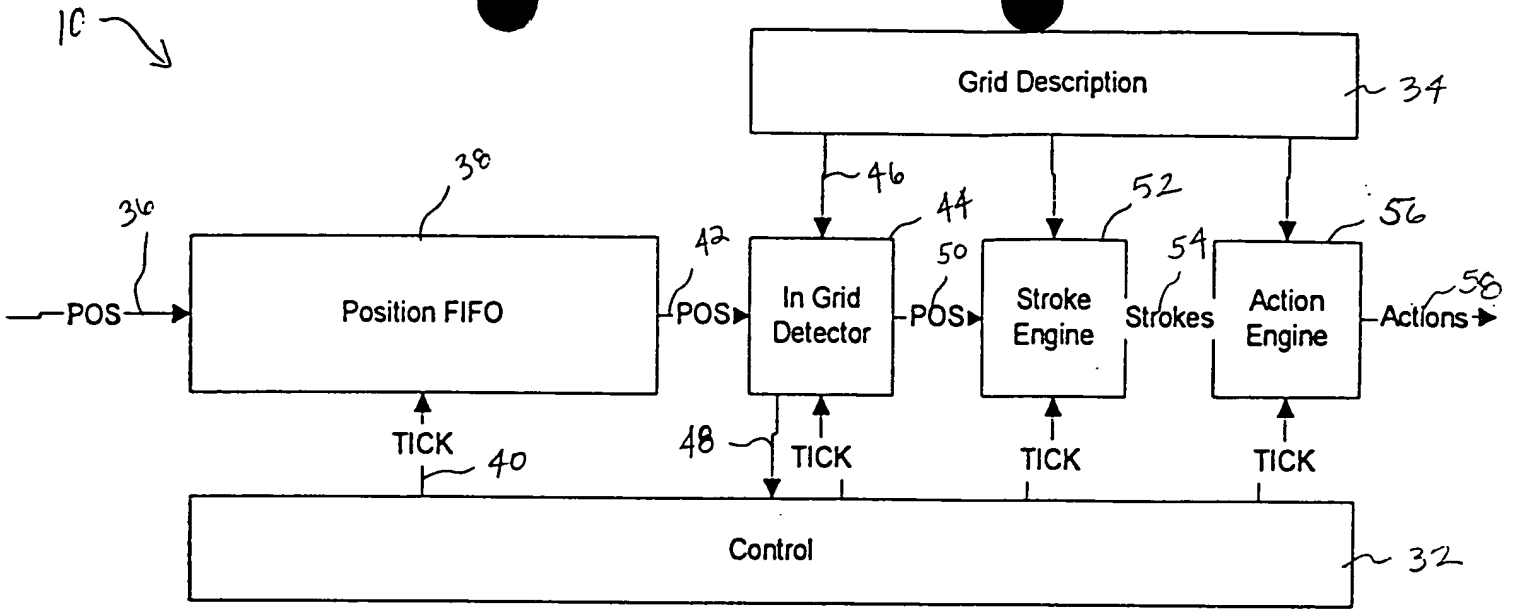 10
Grid Description
34
38
46
52
44
56
36
42
50
54
58
POS
Position FIFO
POS
In Grid
Detector
POS
Stroke
Engine
Strokes
Action
Engine
Actions
TICK
40
48
TICK
TICK
TICK
Control
32